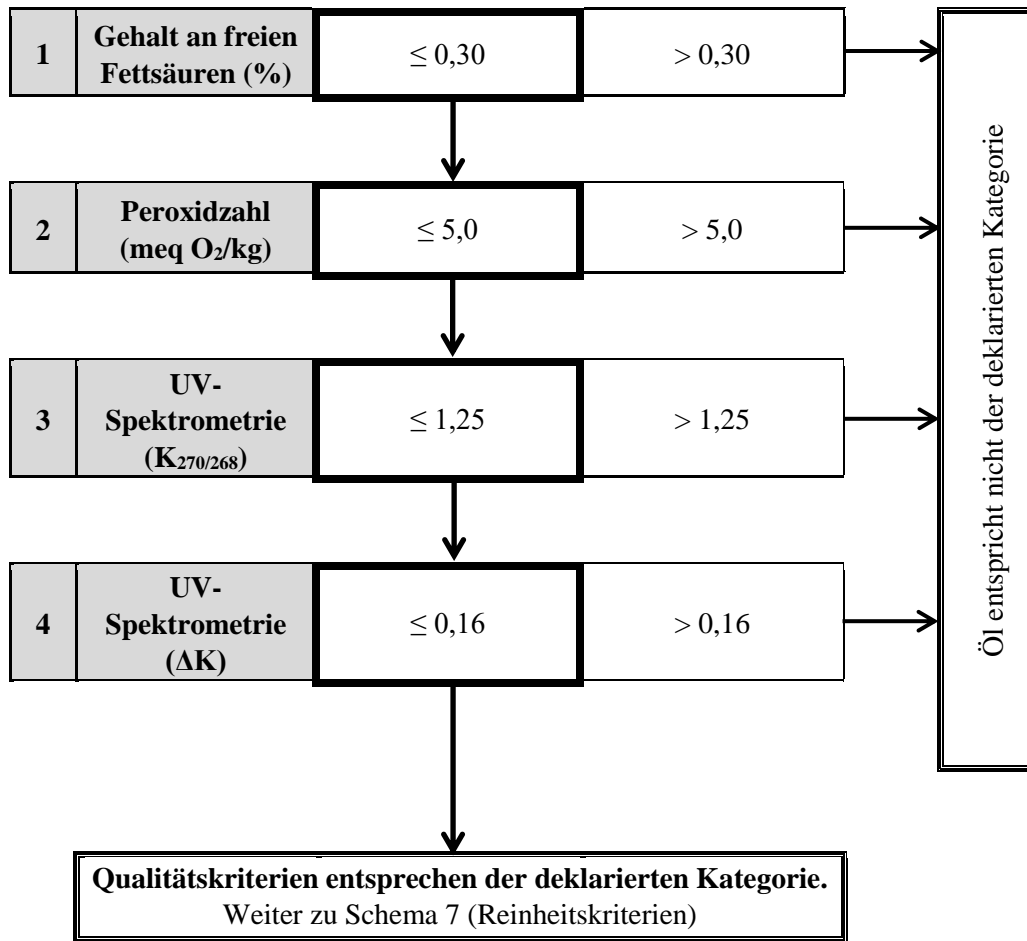 1
Gehalt an freien
Fettsäuren (%)
≤ 0,30
> 0,30
2
Peroxidzahl
(meq O₂/kg)
≤ 5,0
> 5,0
3
UV-
Spektrometrie
(K₂₇₀/₂₆₈)
≤ 1,25
> 1,25
4
UV-
Spektrometrie
(ΔK)
≤ 0,16
> 0,16
Öl entspricht nicht der deklarierten Kategorie
Qualitätskriterien entsprechen der deklarierten Kategorie.
Weiter zu Schema 7 (Reinheitskriterien)